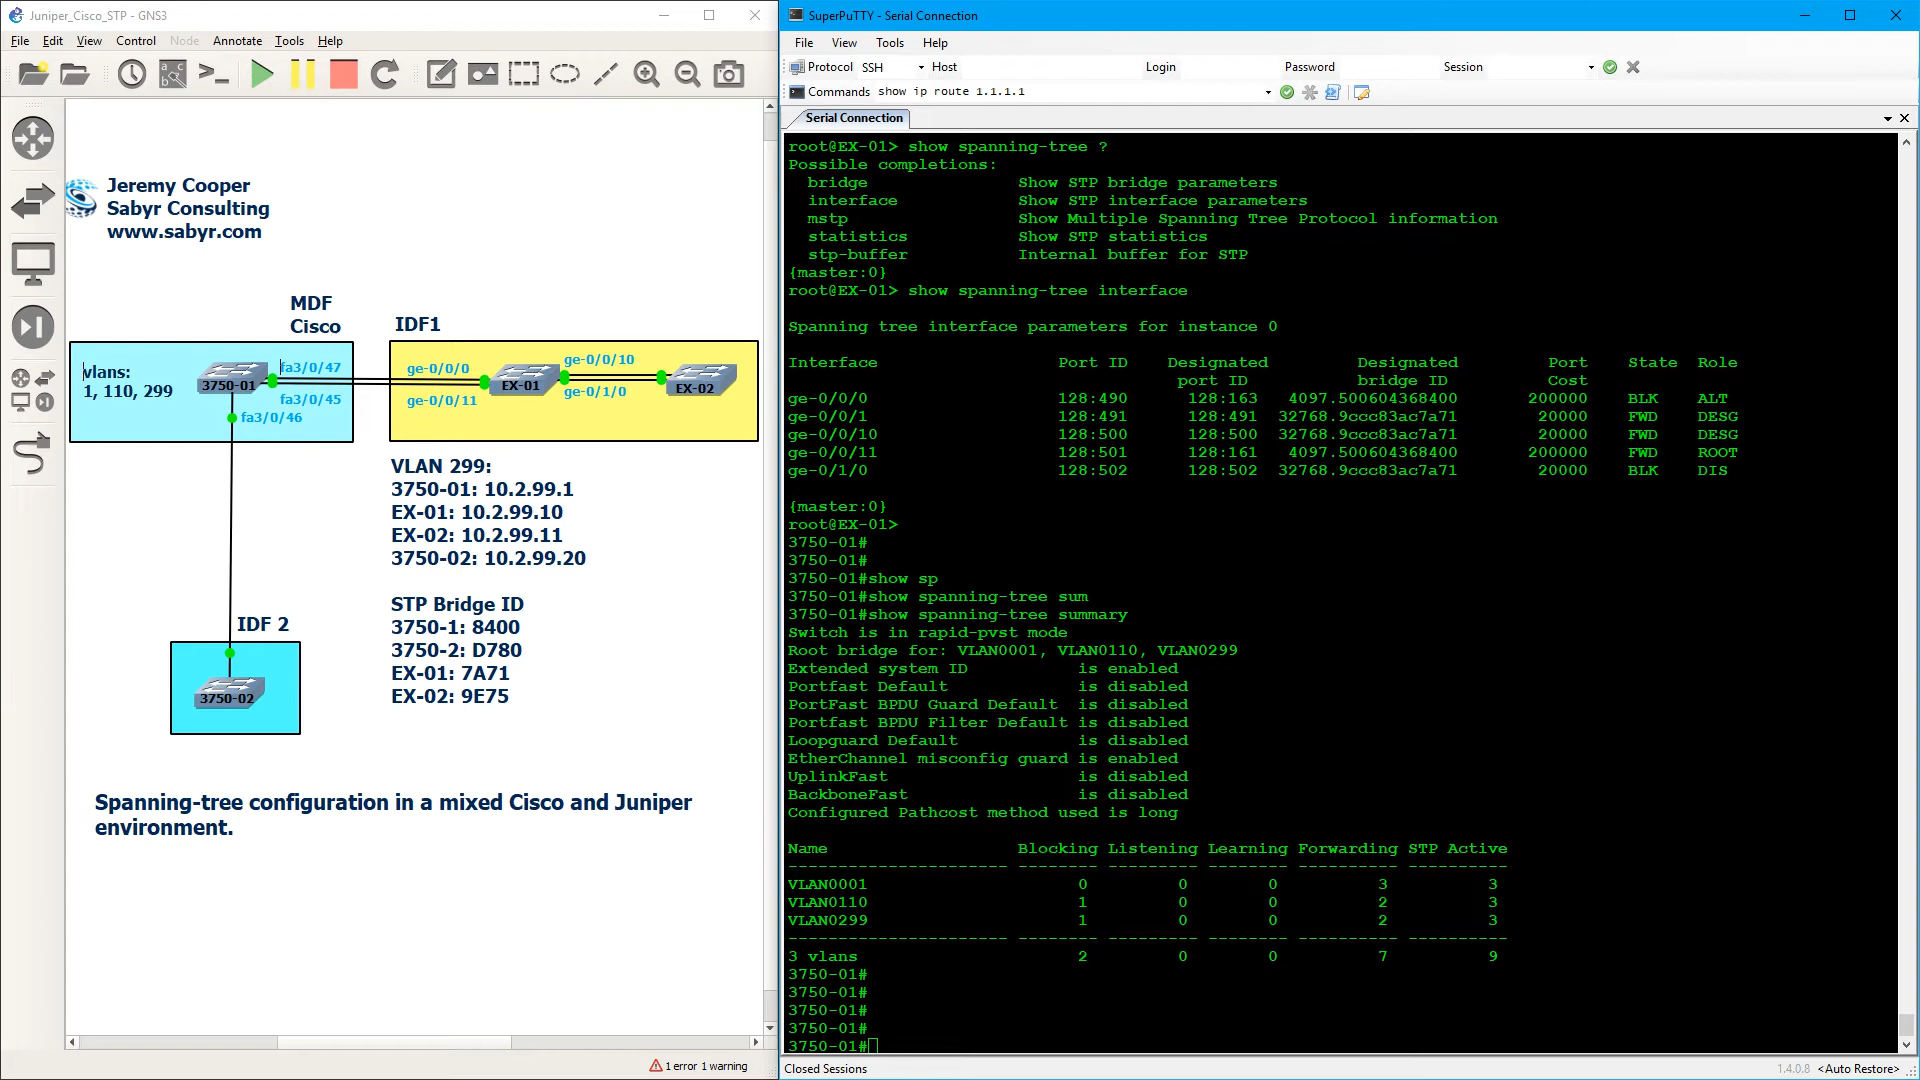 Juniper_Cisco_STP - GNS3
File Edit View Control Node Annotate Tools Help
Jeremy Cooper
Sabyr Consulting
www.sabyr.com
MDF
Cisco
IDF1
vlans:
1, 110, 299
3750-01
fa3/0/47
fa3/0/45
fa3/0/46
ge-0/0/0
ge-0/0/11
EX-01
ge-0/0/10
ge-0/1/0
EX-02
VLAN 299:
3750-01: 10.2.99.1
EX-01: 10.2.99.10
EX-02: 10.2.99.11
3750-02: 10.2.99.20
STP Bridge ID
3750-1: 8400
3750-2: D780
EX-01: 7A71
EX-02: 9E75
IDF 2
3750-02
Spanning-tree configuration in a mixed Cisco and Juniper
environment.
1 error 1 warning
SuperPuTTY - Serial Connection
File View Tools Help
Protocol SSH Host Login Password Session
Commands show ip route 1.1.1.1
Serial Connection
root@EX-01> show spanning-tree ?
Possible completions:
bridge Show STP bridge parameters
interface Show STP interface parameters
mstp Show Multiple Spanning Tree Protocol information
statistics Show STP statistics
stp-buffer Internal buffer for STP
{master:0}
root@EX-01> show spanning-tree interface
Spanning tree interface parameters for instance 0
Interface Port ID Designated Designated Port State Role
port ID bridge ID Cost
ge-0/0/0 128:490 128:163 4097.500604368400 200000 BLK ALT
ge-0/0/1 128:491 128:491 32768.9ccc83ac7a71 20000 FWD DESG
ge-0/0/10 128:500 128:500 32768.9ccc83ac7a71 20000 FWD DESG
ge-0/0/11 128:501 128:161 4097.500604368400 200000 FWD ROOT
ge-0/1/0 128:502 128:502 32768.9ccc83ac7a71 20000 BLK DIS
{master:0}
root@EX-01>
3750-01#
3750-01#
3750-01#show sp
3750-01#show spanning-tree sum
3750-01#show spanning-tree summary
Switch is in rapid-pvst mode
Root bridge for: VLAN0001, VLAN0110, VLAN0299
Extended system ID is enabled
Portfast Default is disabled
PortFast BPDU Guard Default is disabled
Portfast BPDU Filter Default is disabled
Loopguard Default is disabled
EtherChannel misconfig guard is enabled
UplinkFast is disabled
BackboneFast is disabled
Configured Pathcost method used is long
Name Blocking Listening Learning Forwarding STP Active
---------------------- -------- --------- -------- ---------- ----------
VLAN0001 0 0 0 3 3
VLAN0110 1 0 0 2 3
VLAN0299 1 0 0 2 3
---------------------- -------- --------- -------- ---------- ----------
3 vlans 2 0 0 7 9
3750-01#
3750-01#
3750-01#
3750-01#
3750-01#
Closed Sessions
1.4.0.8 <Auto Restore>